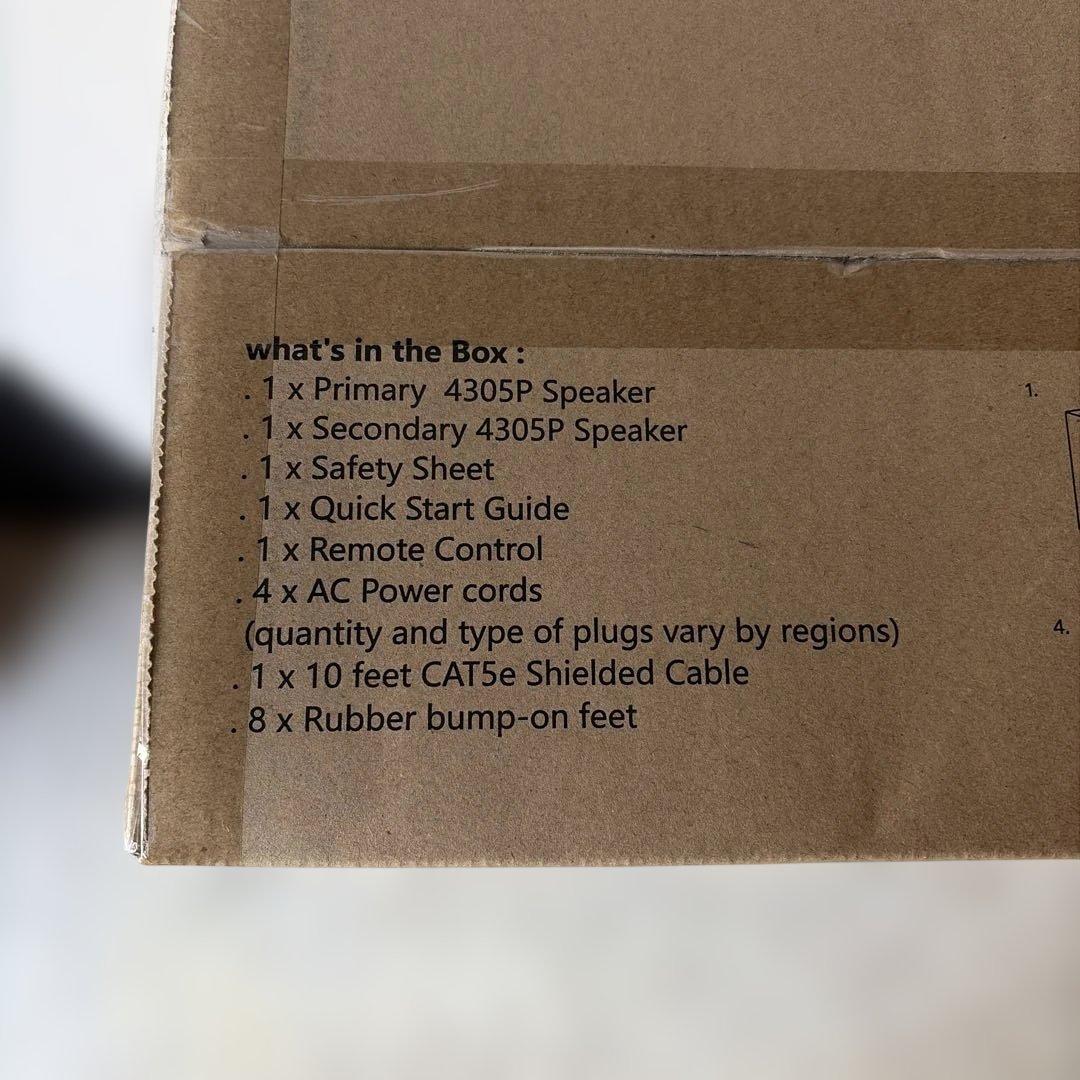 what's in the Box :
. 1 x Primary 4305P Speaker
. 1 x Secondary 4305P Speaker
. 1 x Safety Sheet
. 1 x Quick Start Guide
. 1 x Remote Control
. 4 x AC Power cords
(quantity and type of plugs vary by regions)
. 1 x 10 feet CAT5e Shielded Cable
. 8 x Rubber bump-on feet
1.
4.